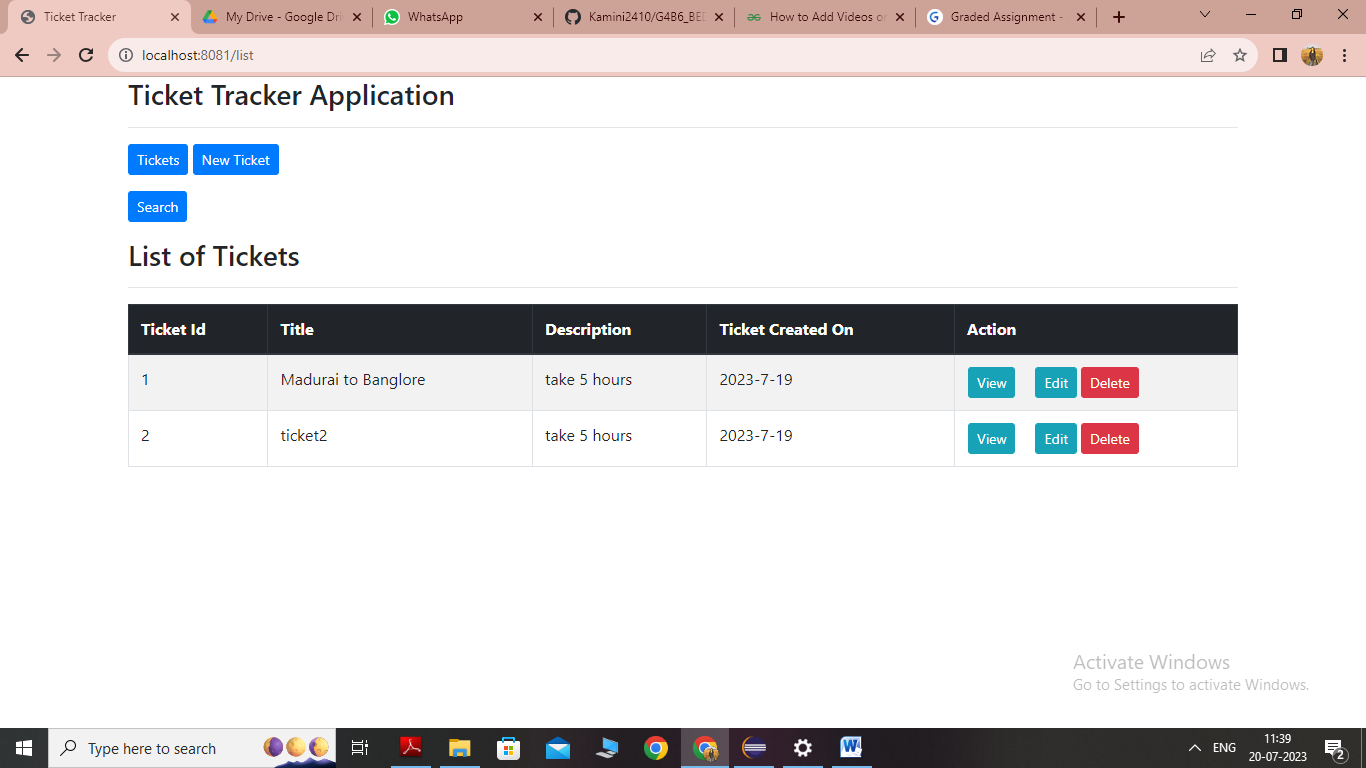 Ticket Tracker
My Drive - Google Dri
WhatsApp
Kamini2410/G4B6_BED
How to Add Videos or
Graded Assignment -
localhost:8081/list
Ticket Tracker Application
Tickets New Ticket
Search
List of Tickets
Ticket Id Title Description Ticket Created On Action
1 Madurai to Banglore take 5 hours 2023-7-19 View Edit Delete
2 ticket2 take 5 hours 2023-7-19 View Edit Delete
Activate Windows
Go to Settings to activate Windows.
Type here to search
ENG
11:39
20-07-2023
2